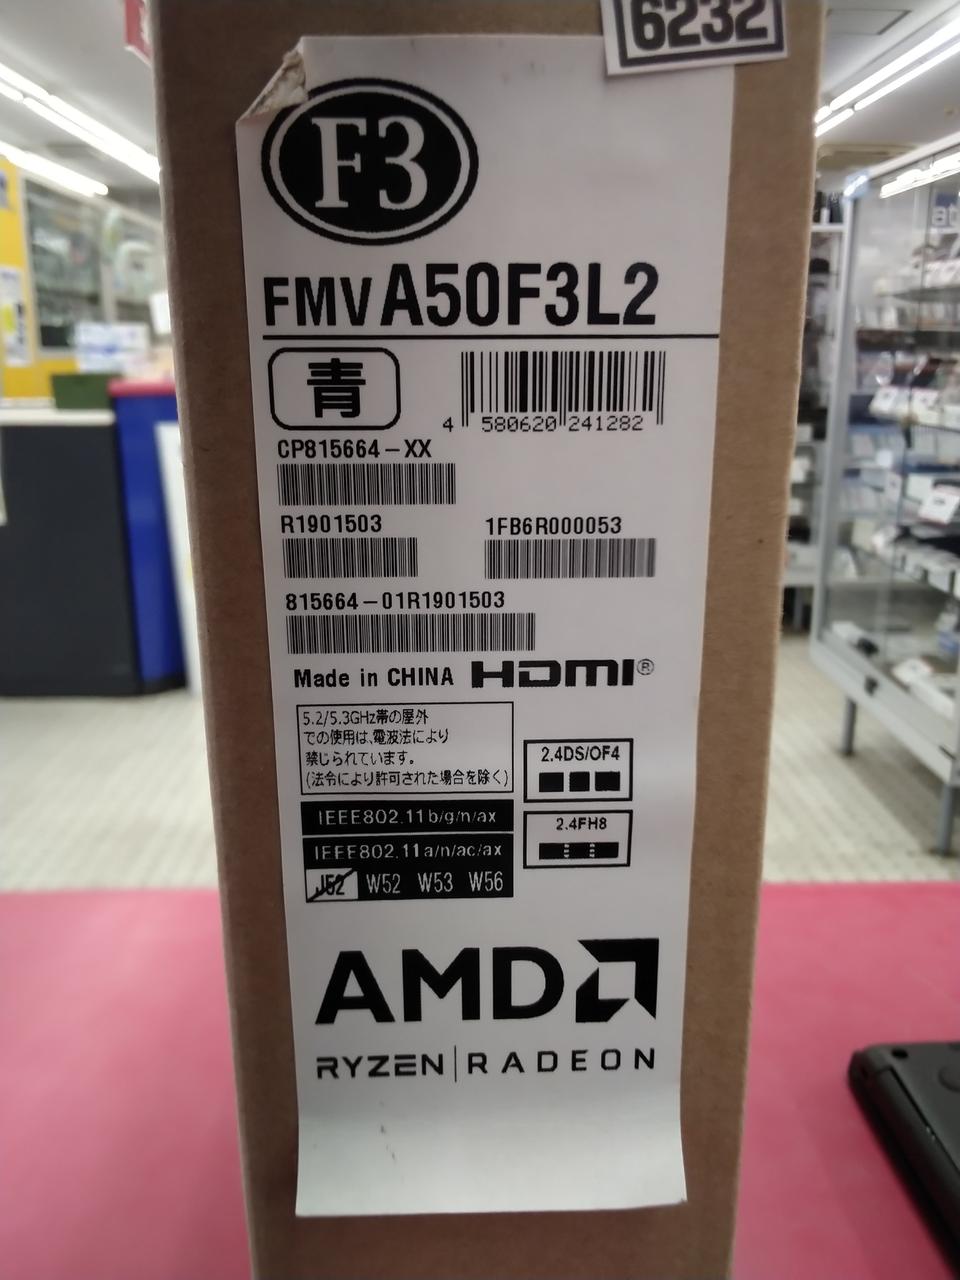 6232
F3
FMVA50F3L2
青
4 580620 241282
CP815664-XX
R1901503
1FB6R000053
815664-01R1901503
Made in CHINA HDMI®
5.2/5.3GHz帯の屋外
での使用は、電波法により
禁じられています。
(法令により許可された場合を除く)
2.4DS/OF4
IEEE802.11b/g/n/ax
2.4FH8
IEEE802.11a/n/ac/ax
J52 W52 W53 W56
AMD
RYZEN | RADEON